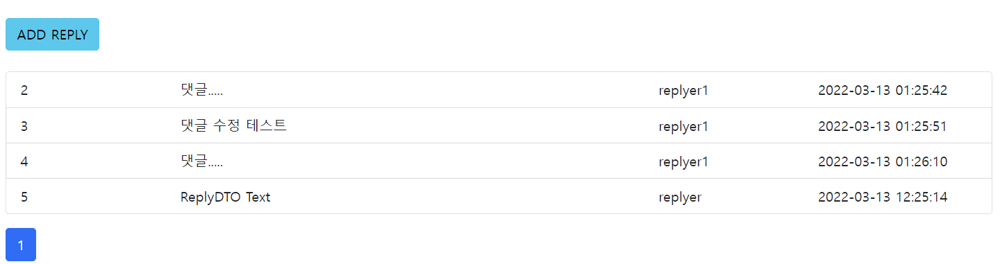 ADD REPLY
2 댓글..... replyer1 2022-03-13 01:25:42
3 댓글 수정 테스트 replyer1 2022-03-13 01:25:51
4 댓글..... replyer1 2022-03-13 01:26:10
5 ReplyDTO Text replyer 2022-03-13 12:25:14
1